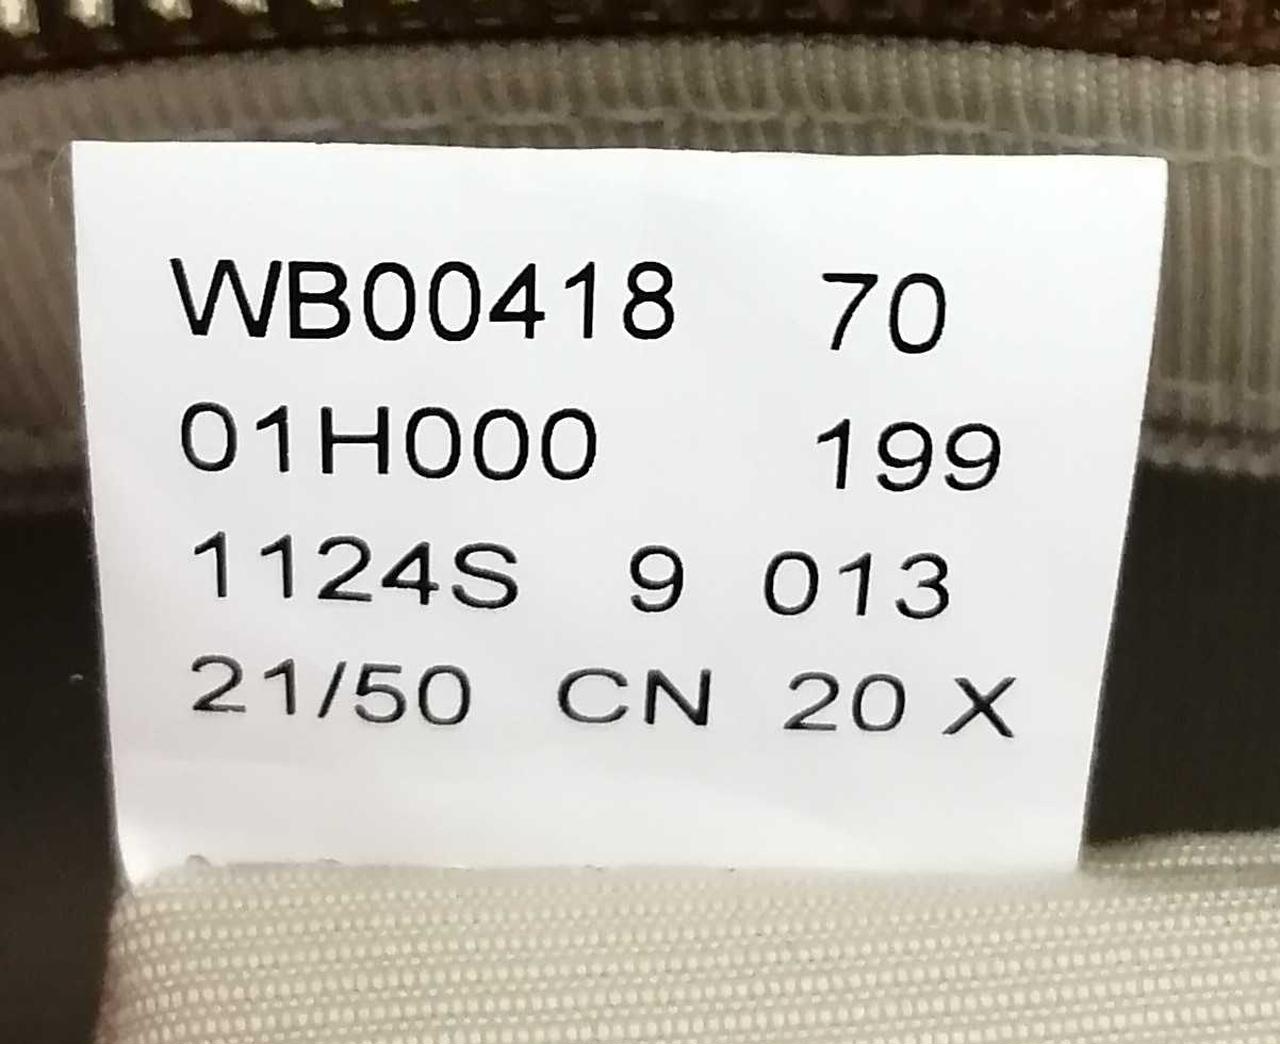 WB00418 70
01H000 199
1124S 9 013
21/50 CN 20 X